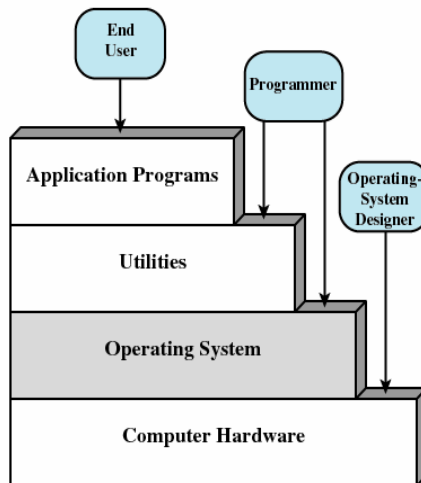 End
User
Programmer
Operating-
System
Designer
Application Programs
Utilities
Operating System
Computer Hardware